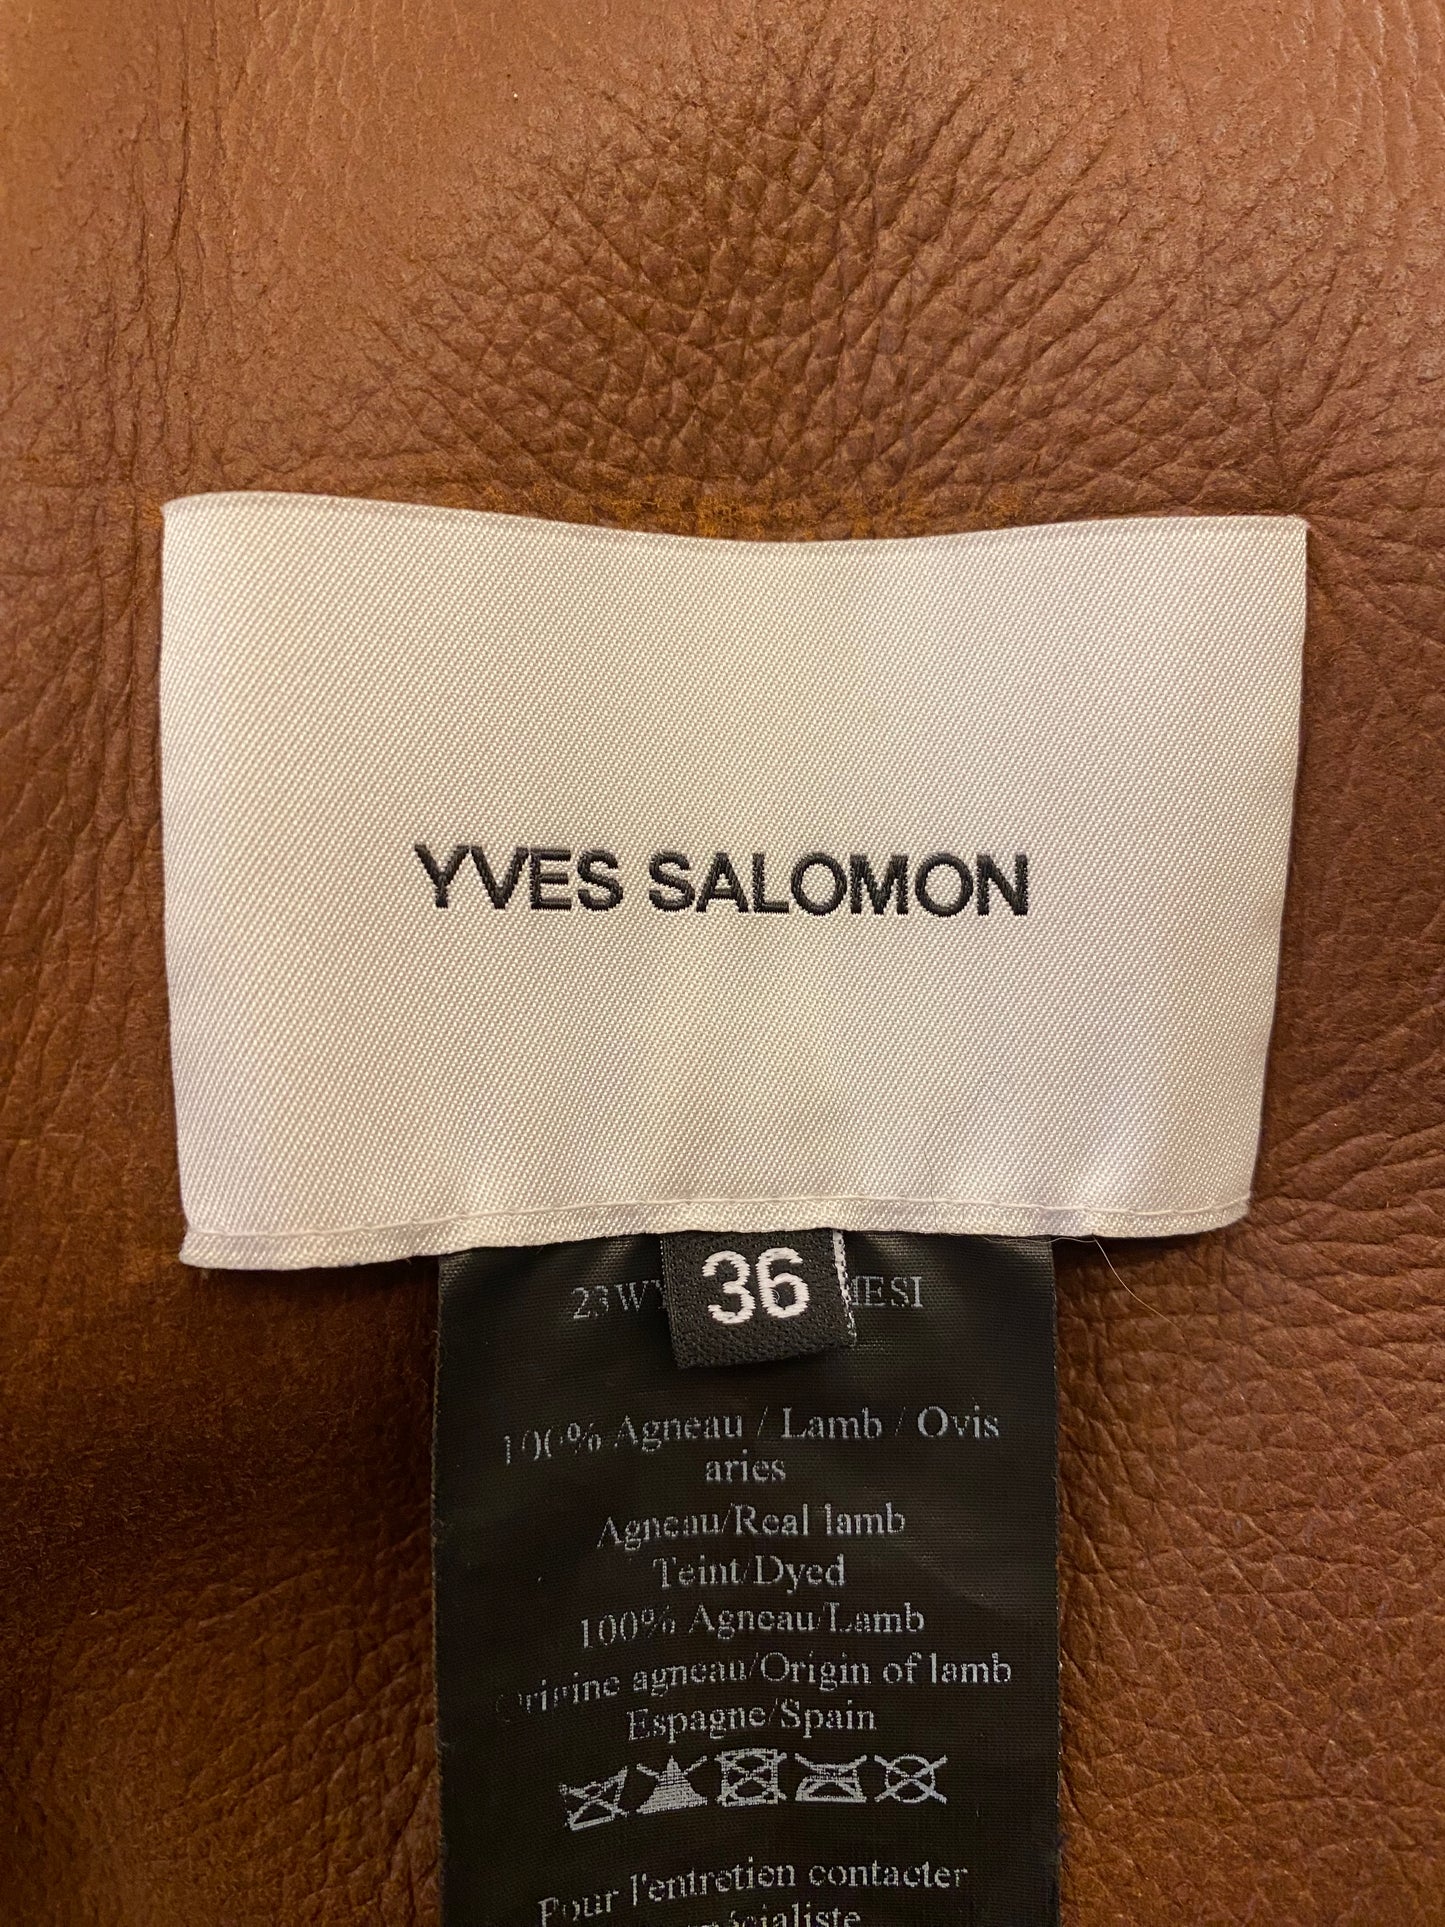 YVES SALOMON
36
100% Agneau / Lamb / Ovis
aries
Agneau/Real lamb
Teint/Dyed
100% Agneau/Lamb
Origine agneau/Origin of lamb
Espagne/Spain
Pour l'entretien contacter